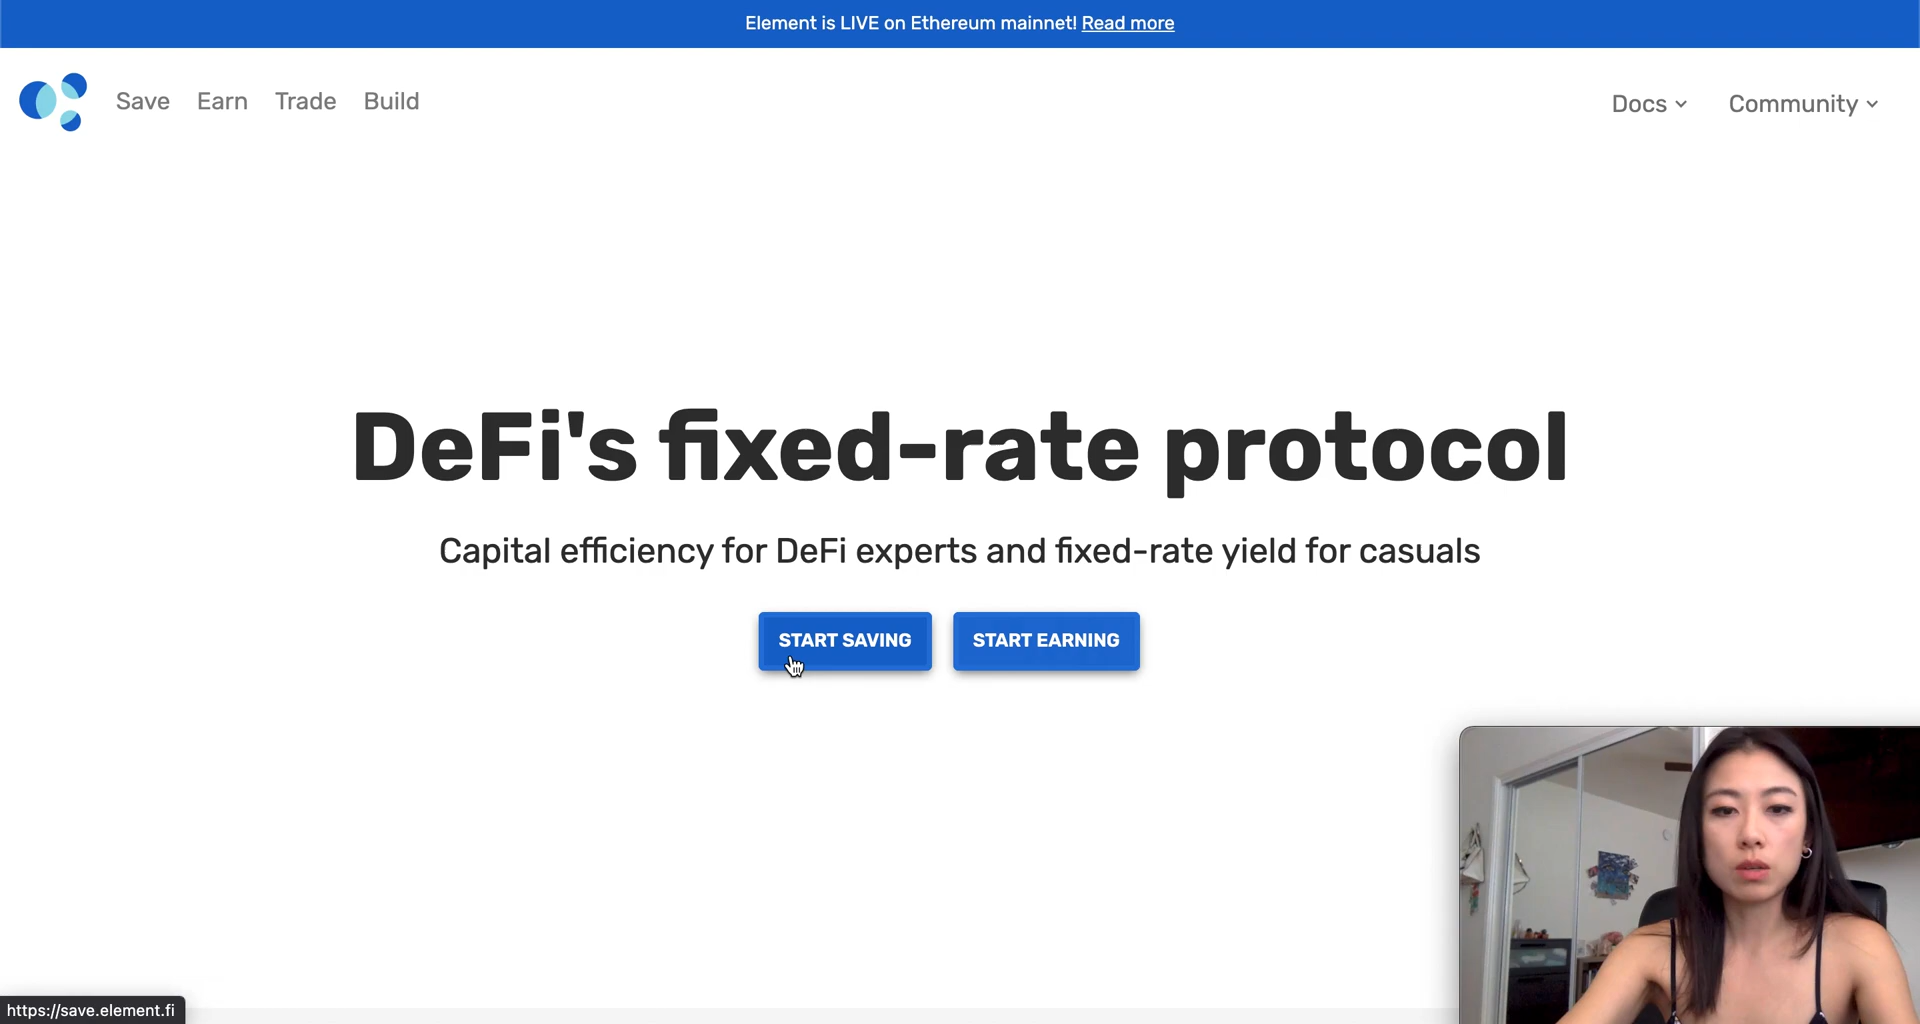 Element is LIVE on Ethereum mainnet! Read more
Save Earn Trade Build
Docs Community
DeFi's fixed-rate protocol
Capital efficiency for DeFi experts and fixed-rate yield for casuals
START SAVING START EARNING
https://save.element.fi